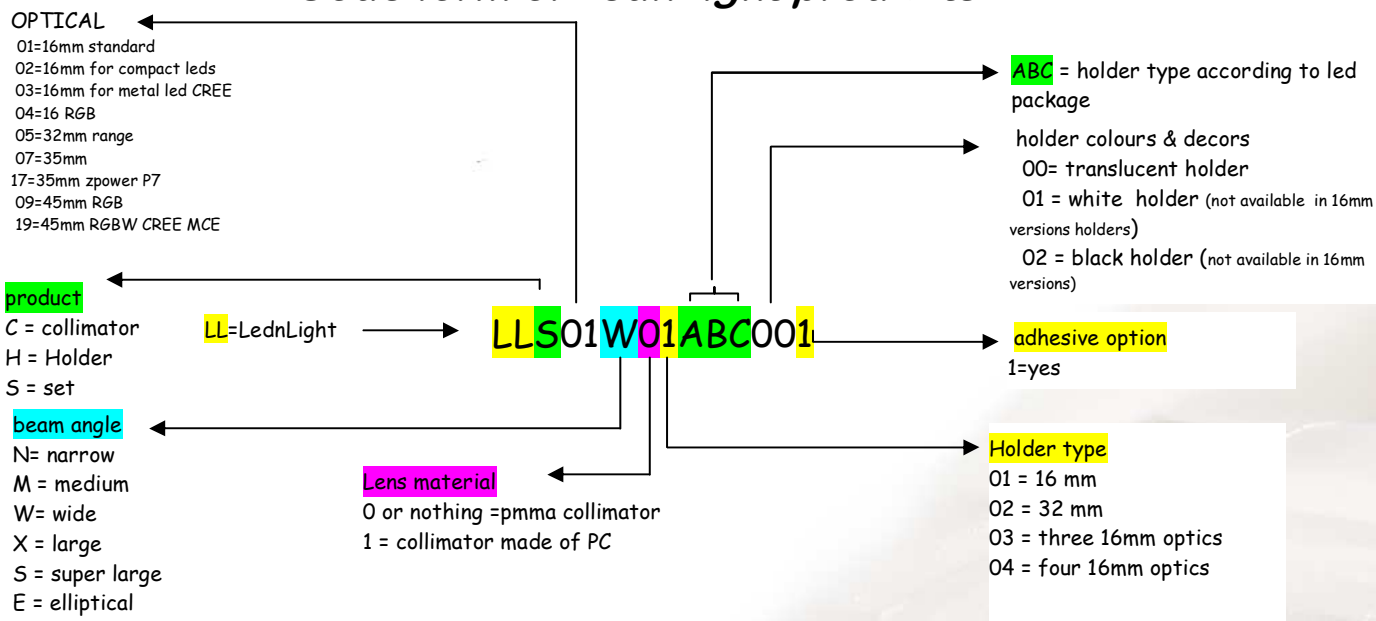 OPTICAL
01=16mm standard
02=16mm for compact leds
03=16mm for metal led CREE
04=16 RGB
05=32mm range
07=35mm
17=35mm zpower P7
09=45mm RGB
19=45mm RGBW CREE MCE
ABC = holder type according to led
package
holder colours & decors
00= translucent holder
01 = white holder (not available in 16mm
versions holders)
02 = black holder (not available in 16mm
versions)
product
C = collimator
H = Holder
S = set
LL=LednLight
LLS01W01ABC001
adhesive option
1=yes
beam angle
N= narrow
M = medium
W= wide
X = large
S = super large
E = elliptical
Lens material
0 or nothing =pmma collimator
1 = collimator made of PC
Holder type
01 = 16 mm
02 = 32 mm
03 = three 16mm optics
04 = four 16mm optics